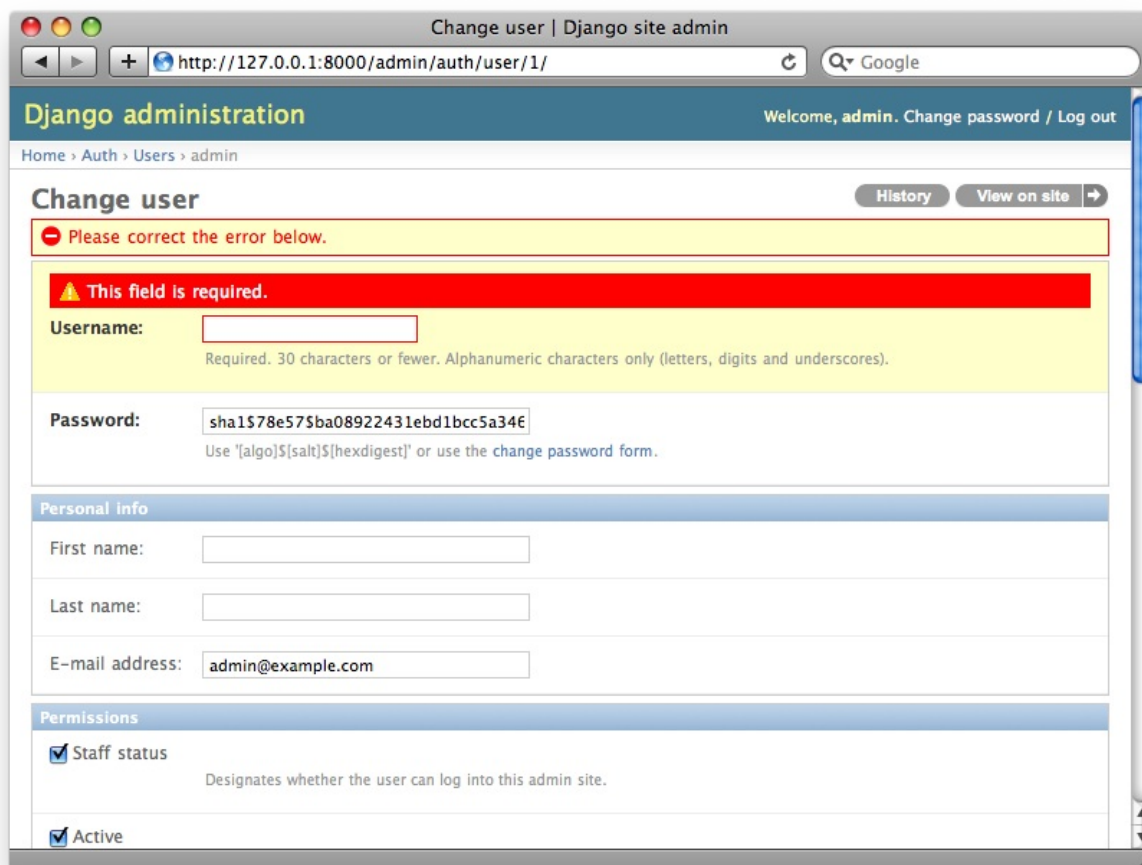 Change user | Django site admin
http://127.0.0.1:8000/admin/auth/user/1/
Google
Django administration
Welcome, admin. Change password / Log out
Home › Auth › Users › admin
Change user
History
View on site
Please correct the error below.
This field is required.
Username:
Required. 30 characters or fewer. Alphanumeric characters only (letters, digits and underscores).
Password:
sha1$78e57$ba08922431ebd1bcc5a346
Use '[algo]$[salt]$[hexdigest]' or use the change password form.
Personal info
First name:
Last name:
E-mail address:
admin@example.com
Permissions
Staff status
Designates whether the user can log into this admin site.
Active